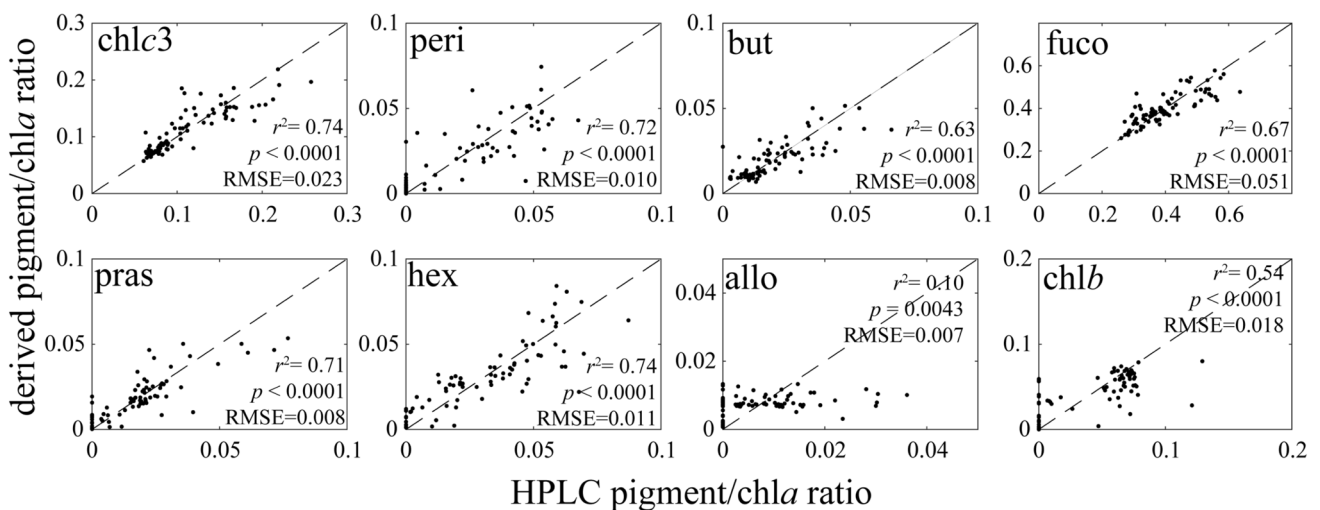 derived pigment/chla ratio
chlc3
0.3
0.2
0.1
0
r²= 0.74
p < 0.0001
RMSE=0.023
0 0.1 0.2 0.3
peri
0.1
0.05
0
r²= 0.72
p < 0.0001
RMSE=0.010
0 0.05 0.1
but
0.1
0.05
0
r²= 0.63
p < 0.0001
RMSE=0.008
0 0.05 0.1
fuco
0.6
0.4
0.2
0
r²= 0.67
p < 0.0001
RMSE=0.051
0 0.2 0.4 0.6
pras
0.1
0.05
0
r²= 0.71
p < 0.0001
RMSE=0.008
0 0.05 0.1
hex
0.1
0.05
0
r²= 0.74
p < 0.0001
RMSE=0.011
0 0.05 0.1
allo
0.04
0.02
0
r²= 0.10
p = 0.0043
RMSE=0.007
0 0.02 0.04
chlb
0.2
0.1
0
r²= 0.54
p < 0.0001
RMSE=0.018
0 0.1 0.2
HPLC pigment/chla ratio